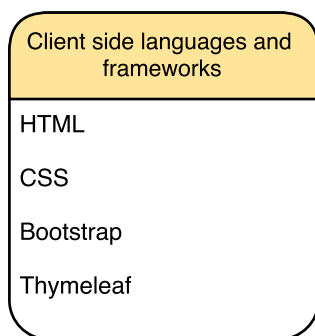 Client side languages and
frameworks
HTML
CSS
Bootstrap
Thymeleaf